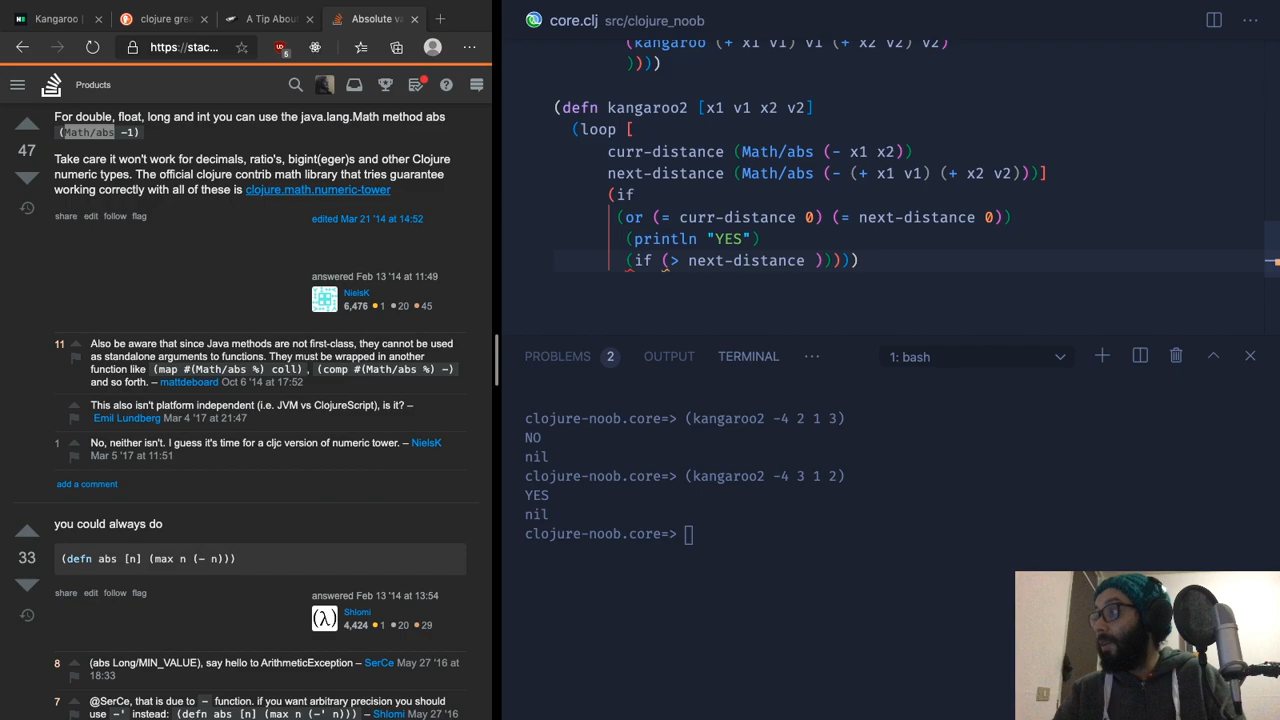 Kangaroo |
clojure grea
A Tip About
Absolute va
https://stac...
5
Products
For double, float, long and int you can use the java.lang.Math method abs
(Math/abs -1)
47
Take care it won't work for decimals, ratio's, bigint(eger)s and other Clojure
numeric types. The official clojure contrib math library that tries guarantee
working correctly with all of these is clojure.math.numeric-tower
share edit follow flag
edited Mar 21 '14 at 14:52
answered Feb 13 '14 at 11:49
NielsK
6,476 1 20 45
11 Also be aware that since Java methods are not first-class, they cannot be used
as standalone arguments to functions. They must be wrapped in another
function like (map #(Math/abs %) coll) , (comp #(Math/abs %) -)
and so forth. – mattdeboard Oct 6 '14 at 17:52
This also isn't platform independent (i.e. JVM vs ClojureScript), is it? –
Emil Lundberg Mar 4 '17 at 21:47
1 No, neither isn't. I guess it's time for a cljc version of numeric tower. – NielsK
Mar 5 '17 at 11:51
add a comment
you could always do
33
(defn abs [n] (max n (- n)))
share edit follow flag
answered Feb 13 '14 at 13:54
(λ)
Shlomi
4,424 1 20 29
8 (abs Long/MIN_VALUE), say hello to ArithmeticException – SerCe May 27 '16 at
18:33
7 @SerCe, that is due to - function. if you want arbitrary precision you should
use -' instead: (defn abs [n] (max n (-' n))) – Shlomi May 27 '16
core.clj src/clojure_noob
(kangaroo (+ x1 v1) v1 (+ x2 v2) v2)
))))
(defn kangaroo2 [x1 v1 x2 v2]
(loop [
curr-distance (Math/abs (- x1 x2))
next-distance (Math/abs (- (+ x1 v1) (+ x2 v2)))]
(if
(or (= curr-distance 0) (= next-distance 0))
(println "YES")
(if (> next-distance )))))
PROBLEMS 2 OUTPUT TERMINAL ... 1: bash
clojure-noob.core=> (kangaroo2 -4 2 1 3)
NO
nil
clojure-noob.core=> (kangaroo2 -4 3 1 2)
YES
nil
clojure-noob.core=>